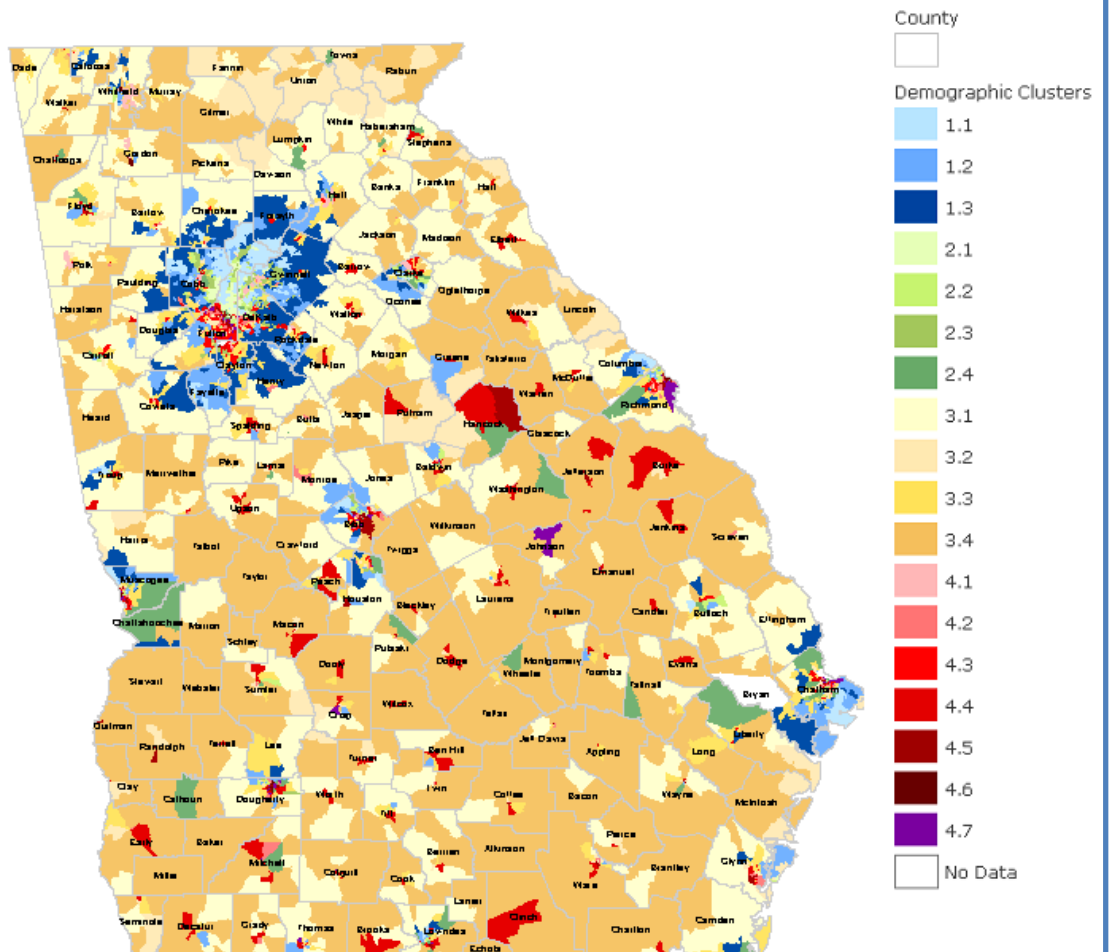 County
Demographic Clusters
1.1
1.2
1.3
2.1
2.2
2.3
2.4
3.1
3.2
3.3
3.4
4.1
4.2
4.3
4.4
4.5
4.6
4.7
No Data
Dade
Whitfield
Murray
Fannin
Towns
Union
Rabun
Walker
Gilmer
White
Habersham
Stephens
Lumpkin
Chattooga
Gordon
Pickens
Dawson
Banks
Franklin
Hart
Floyd
Bartow
Cherokee
Forsyth
Hall
Jackson
Madison
Elbert
Polk
Paulding
Cobb
Gwinnett
Barrow
Clarke
Oconee
Oglethorpe
Haralson
Douglas
Fulton
DeKalb
Rockdale
Walton
Wilkes
Lincoln
Carroll
Clayton
Henry
Newton
Morgan
Greene
Taliaferro
McDuffie
Columbia
Heard
Coweta
Fayette
Spalding
Butts
Jasper
Putnam
Hancock
Warren
Glascock
Richmond
Troup
Meriwether
Pike
Lamar
Monroe
Jones
Baldwin
Washington
Jefferson
Burke
Upson
Bibb
Wilkinson
Johnson
Jenkins
Screven
Harris
Talbot
Crawford
Twiggs
Muscogee
Taylor
Peach
Houston
Bleckley
Laurens
Emanuel
Chattahoochee
Marion
Macon
Treutlen
Candler
Bulloch
Effingham
Schley
Pulaski
Dodge
Wheeler
Montgomery
Toombs
Evans
Tattnall
Bryan
Chatham
Stewart
Webster
Sumter
Dooly
Crisp
Wilcox
Telfair
Jeff Davis
Appling
Long
Liberty
Quitman
Randolph
Terrell
Lee
Turner
Ben Hill
Irwin
Coffee
Bacon
Wayne
McIntosh
Clay
Calhoun
Dougherty
Worth
Tift
Early
Baker
Mitchell
Colquitt
Cook
Berrien
Atkinson
Pierce
Ware
Brantley
Glynn
Miller
Seminole
Decatur
Grady
Thomas
Brooks
Lowndes
Lanier
Clinch
Echols
Charlton
Camden